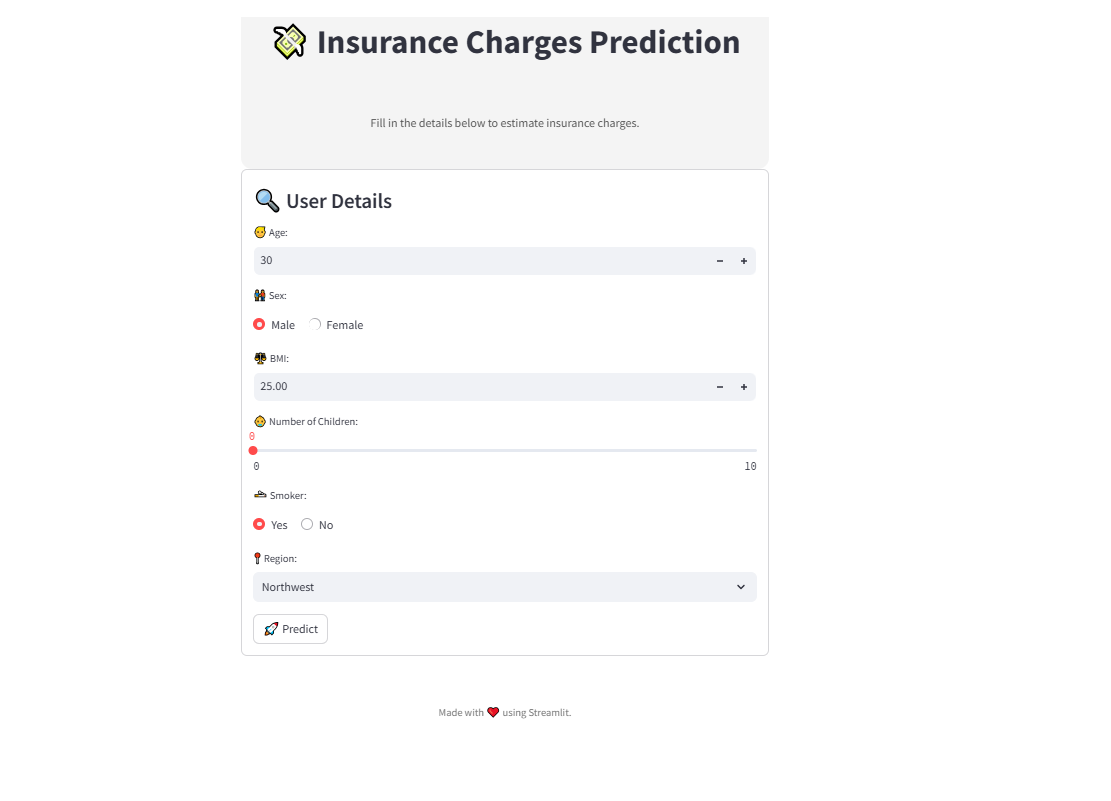 Insurance Charges Prediction
Fill in the details below to estimate insurance charges.
User Details
Age:
30
Sex:
Male Female
BMI:
25.00
Number of Children:
0
0 10
Smoker:
Yes No
Region:
Northwest
Predict
Made with ❤️ using Streamlit.